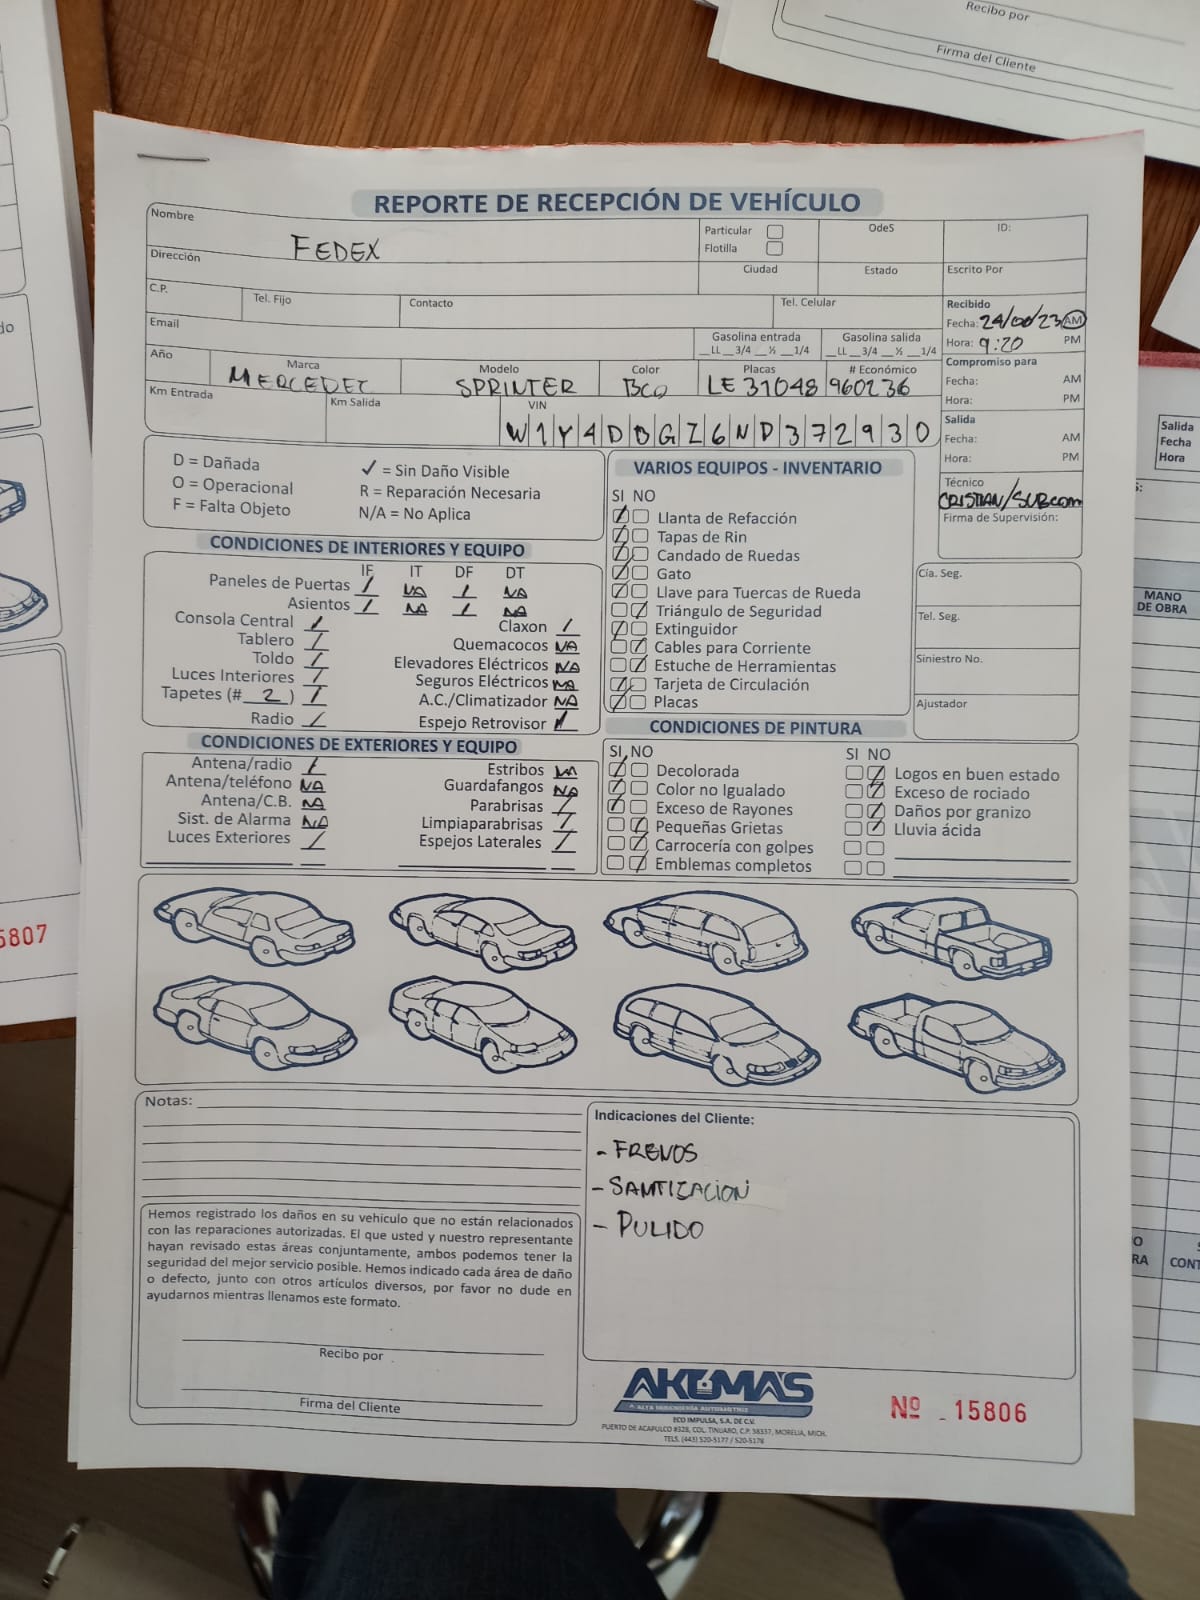 Recibo por
Firma del Cliente
REPORTE DE RECEPCIÓN DE VEHÍCULO
Nombre
FEDEX
Particular
Flotilla
OdeS
ID:
Dirección
Ciudad
Estado
Escrito Por
C.P.
Tel. Fijo
Contacto
Tel. Celular
Recibido
Fecha: 24/ /23 AM
Hora: 9:20 PM
Email
Gasolina entrada
__LL __3/4 __½ __1/4
Gasolina salida
__LL __3/4 __½ __1/4
Compromiso para
Fecha: AM
Hora: PM
Año
Marca
MERCEDEC
Modelo
SPRINTER
Color
BCO
Placas
LE 31048
# Económico
960236
Km Entrada
Km Salida
VIN
W1Y4DBGZ6ND372930
Salida
Fecha: AM
Hora: PM
Técnico
CRISTIAN/SUBCOM
Firma de Supervisión:
D = Dañada
O = Operacional
F = Falta Objeto
✓ = Sin Daño Visible
R = Reparación Necesaria
N/A = No Aplica
CONDICIONES DE INTERIORES Y EQUIPO
IF IT DF DT
Paneles de Puertas / NA / NA
Asientos / NA / NA
Consola Central /
Tablero /
Toldo /
Luces Interiores /
Tapetes (# 2 ) /
Radio /
Claxon /
Quemacocos NA
Elevadores Eléctricos NA
Seguros Eléctricos NA
A.C./Climatizador NA
Espejo Retrovisor /
CONDICIONES DE EXTERIORES Y EQUIPO
Antena/radio /
Antena/teléfono NA
Antena/C.B. NA
Sist. de Alarma NA
Luces Exteriores /
Estribos NA
Guardafangos NA
Parabrisas /
Limpiaparabrisas /
Espejos Laterales /
VARIOS EQUIPOS - INVENTARIO
SI NO
Llanta de Refacción
Tapas de Rin
Candado de Ruedas
Gato
Llave para Tuercas de Rueda
Triángulo de Seguridad
Extinguidor
Cables para Corriente
Estuche de Herramientas
Tarjeta de Circulación
Placas
Cía. Seg.
Tel. Seg.
Siniestro No.
Ajustador
CONDICIONES DE PINTURA
SI NO
Decolorada
Color no Igualado
Exceso de Rayones
Pequeñas Grietas
Carrocería con golpes
Emblemas completos
SI NO
Logos en buen estado
Exceso de rociado
Daños por granizo
Lluvia ácida
Notas:
Hemos registrado los daños en su vehiculo que no están relacionados
con las reparaciones autorizadas. El que usted y nuestro representante
hayan revisado estas áreas conjuntamente, ambos podemos tener la
seguridad del mejor servicio posible. Hemos indicado cada área de daño
o defecto, junto con otros artículos diversos, por favor no dude en
ayudarnos mientras llenamos este formato.
Recibo por
Firma del Cliente
Indicaciones del Cliente:
- FRENOS
- SANTIZACION
- PULIDO
AKEMA'S
ALTA INGENIERÍA AUTOMOTRIZ
ECO IMPULSA, S.A. DE C.V.
PUERTO DE ACAPULCO #328, COL. TINIJARO, C.P. 58337, MORELIA, MICH.
TELS. (443) 520-5177 / 520-5178
Nº 15806
5807
Salida
Fecha
Hora
MANO
DE OBRA